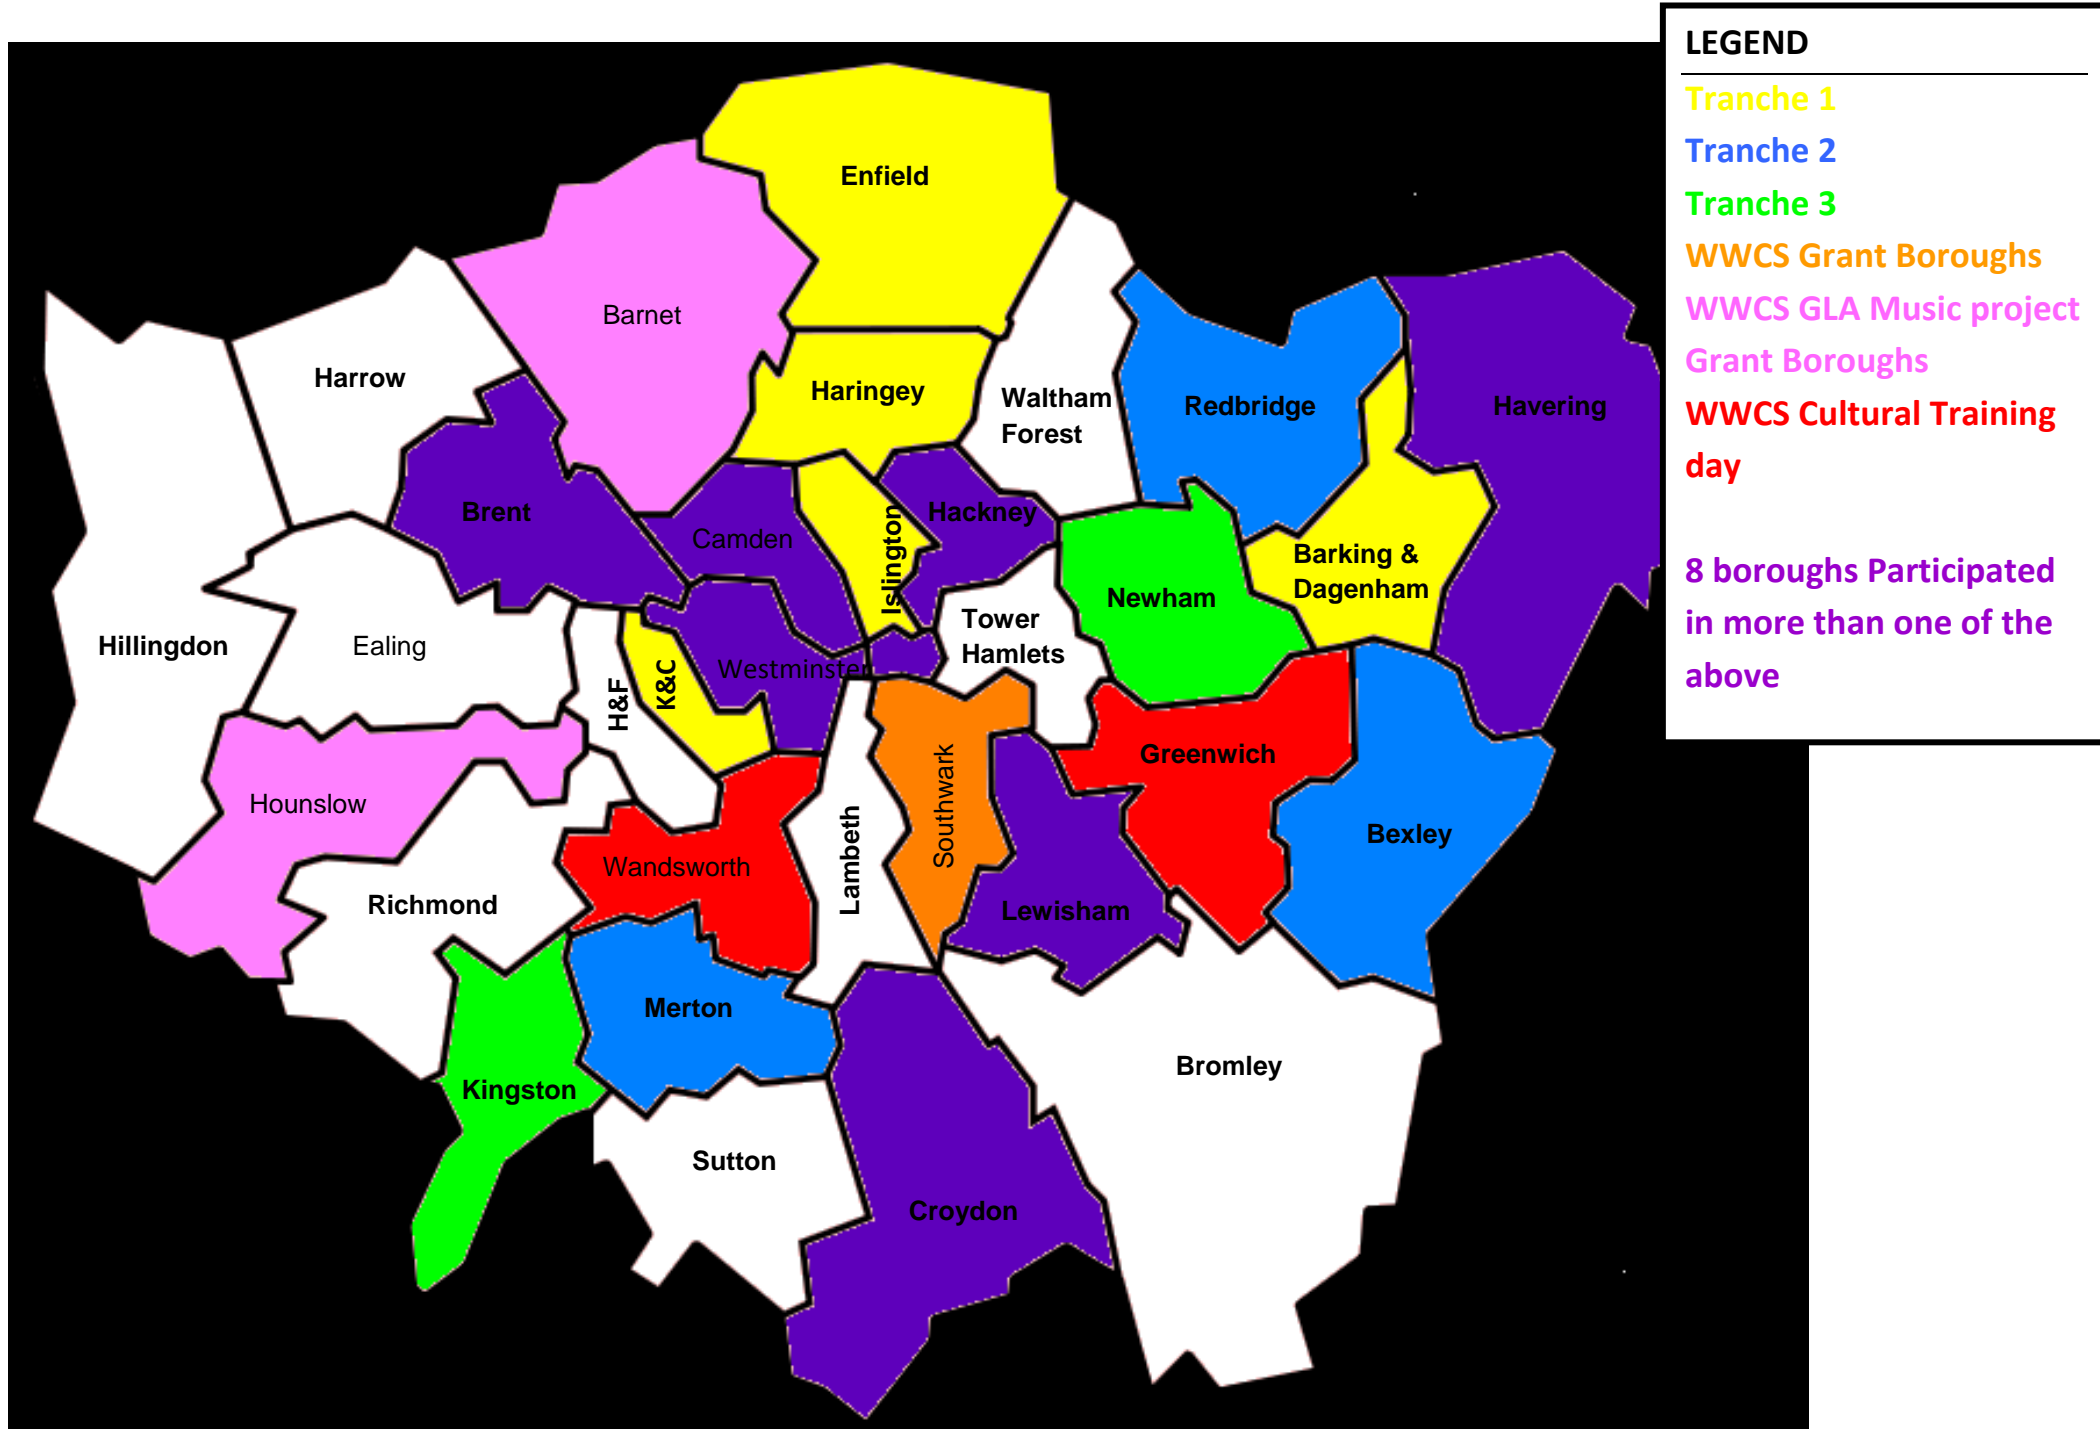 LEGEND
Tranche 1
Tranche 2
Tranche 3
WWCS Grant Boroughs
WWCS GLA Music project
Grant Boroughs
WWCS Cultural Training
day
8 boroughs Participated
in more than one of the
above
Enfield
Barnet
Harrow
Haringey
Waltham
Forest
Redbridge
Havering
Brent
Camden
Islington
Hackney
Barking &
Dagenham
Newham
Tower
Hamlets
Hillingdon
Ealing
H&F
K&C
Westminster
Hounslow
Greenwich
Wandsworth
Lambeth
Southwark
Bexley
Richmond
Lewisham
Merton
Kingston
Bromley
Sutton
Croydon